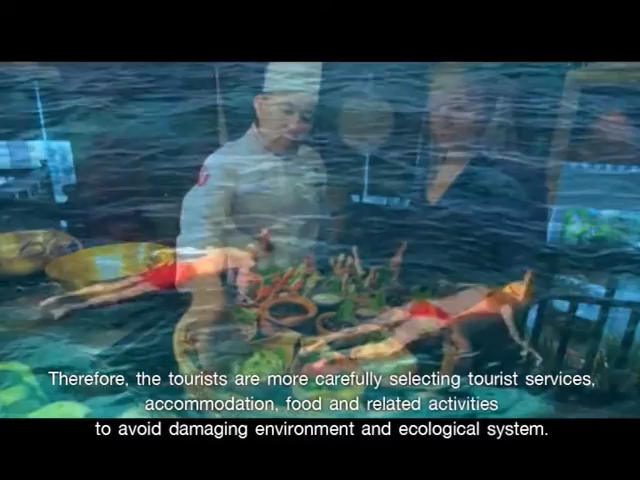 Therefore, the tourists are more carefully selecting tourist services,
accommodation, food and related activities
to avoid damaging environment and ecological system.